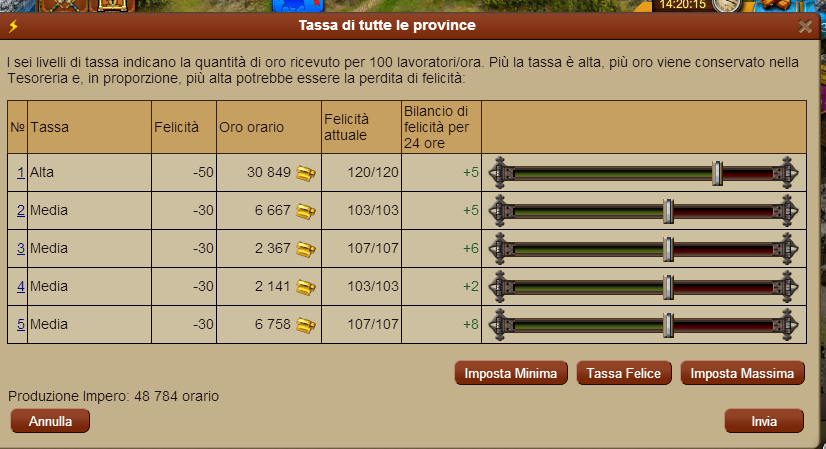 14:20:15
Tassa di tutte le province
I sei livelli di tassa indicano la quantità di oro ricevuto per 100 lavoratori/ora. Più la tassa è alta, più oro viene conservato nella
Tesoreria e, in proporzione, più alta potrebbe essere la perdita di felicità:
№ Tassa Felicità Oro orario Felicità attuale Bilancio di felicità per 24 ore
1 Alta -50 30 849 120/120 +5
2 Media -30 6 667 103/103 +5
3 Media -30 2 367 107/107 +6
4 Media -30 2 141 103/103 +2
5 Media -30 6 758 107/107 +8
Imposta Minima Tassa Felice Imposta Massima
Produzione Impero: 48 784 orario
Annulla Invia